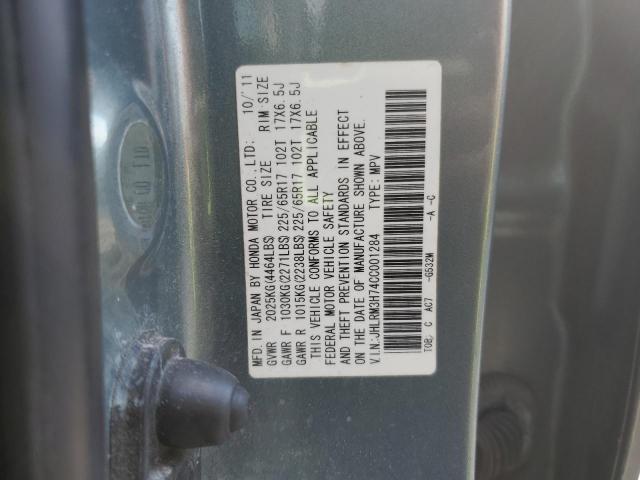 MFD. IN JAPAN BY HONDA MOTOR CO., LTD: 10/'11
GVWR 2025KG(4464LBS) TIRE SIZE RIM SIZE
GAWR F 1030KG(2271LBS) 225/65R17 102T 17X6.5J
GAWR R 1015KG(2238LBS) 225/65R17 102T 17X6.5J
THIS VEHICLE CONFORMS TO ALL APPLICABLE
FEDERAL MOTOR VEHICLE SAFETY
AND THEFT PREVENTION STANDARDS IN EFFECT
ON THE DATE OF MANUFACTURE SHOWN ABOVE.
V.I.N:JHLRM3H74CC001284 TYPE: MPV
TOB: C AC7 -G532M -A -C